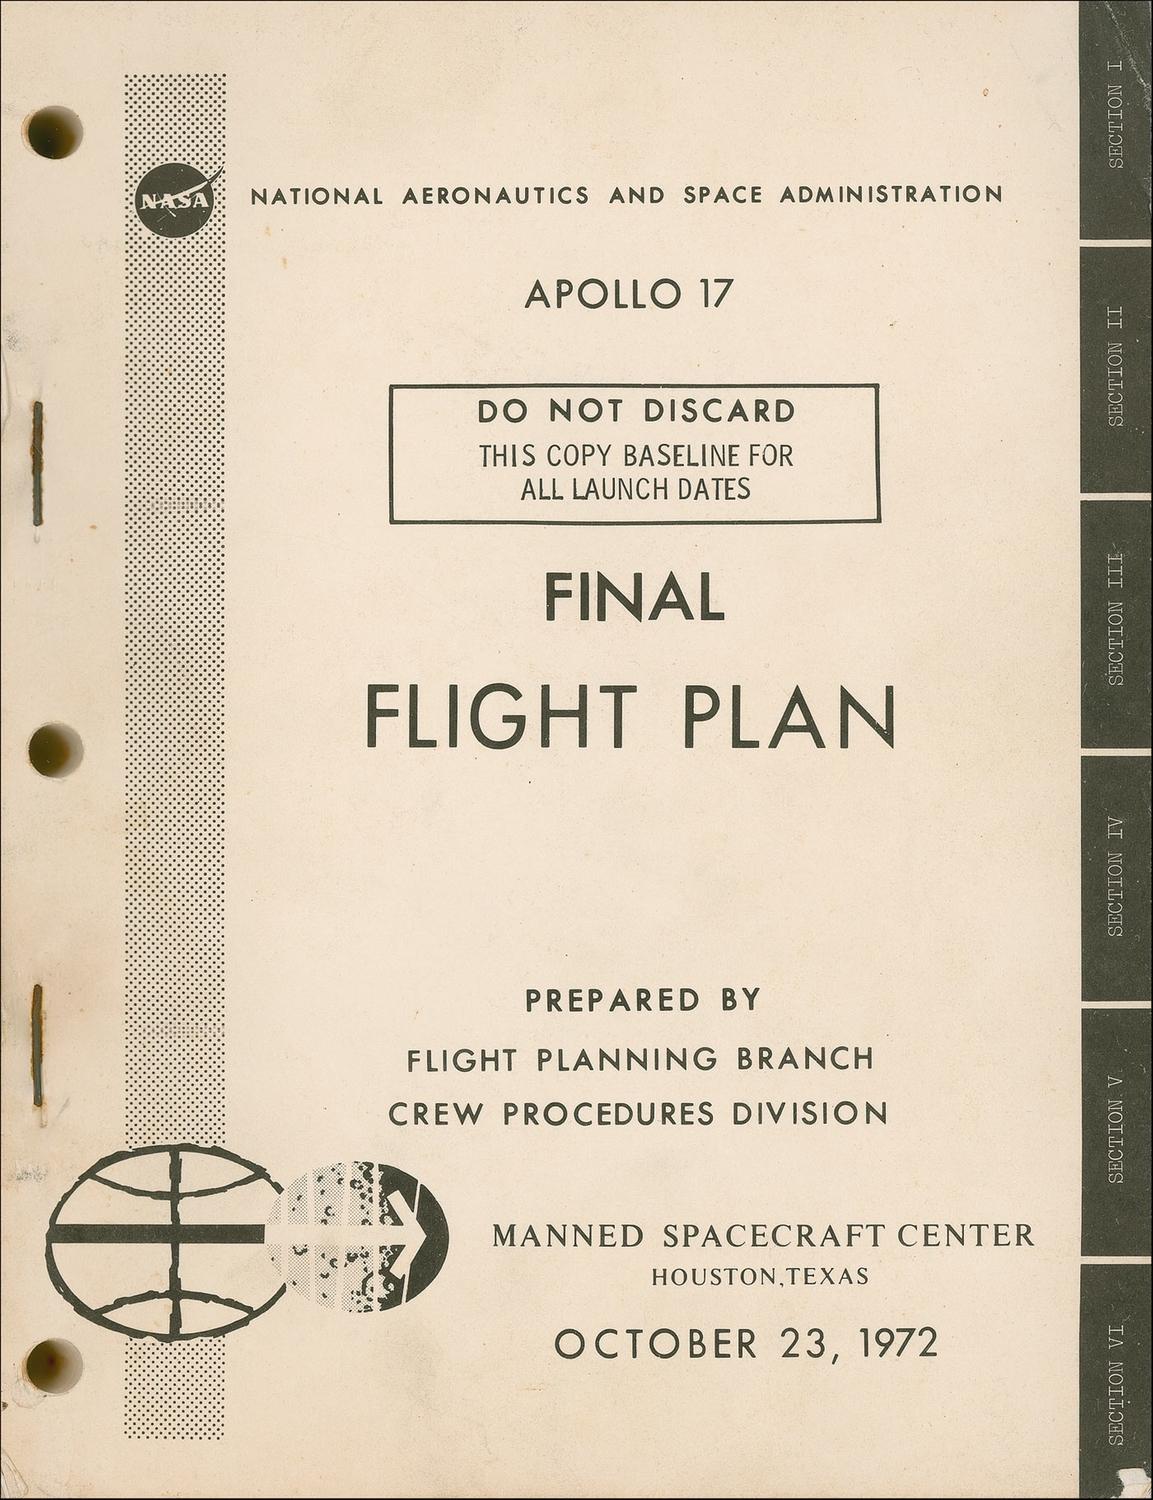 NASA
NATIONAL AERONAUTICS AND SPACE ADMINISTRATION
APOLLO 17
DO NOT DISCARD
THIS COPY BASELINE FOR
ALL LAUNCH DATES
FINAL
FLIGHT PLAN
PREPARED BY
FLIGHT PLANNING BRANCH
CREW PROCEDURES DIVISION
MANNED SPACECRAFT CENTER
HOUSTON,TEXAS
OCTOBER 23, 1972
SECTION I
SECTION II
SECTION III
SECTION IV
SECTION V
SECTION VI